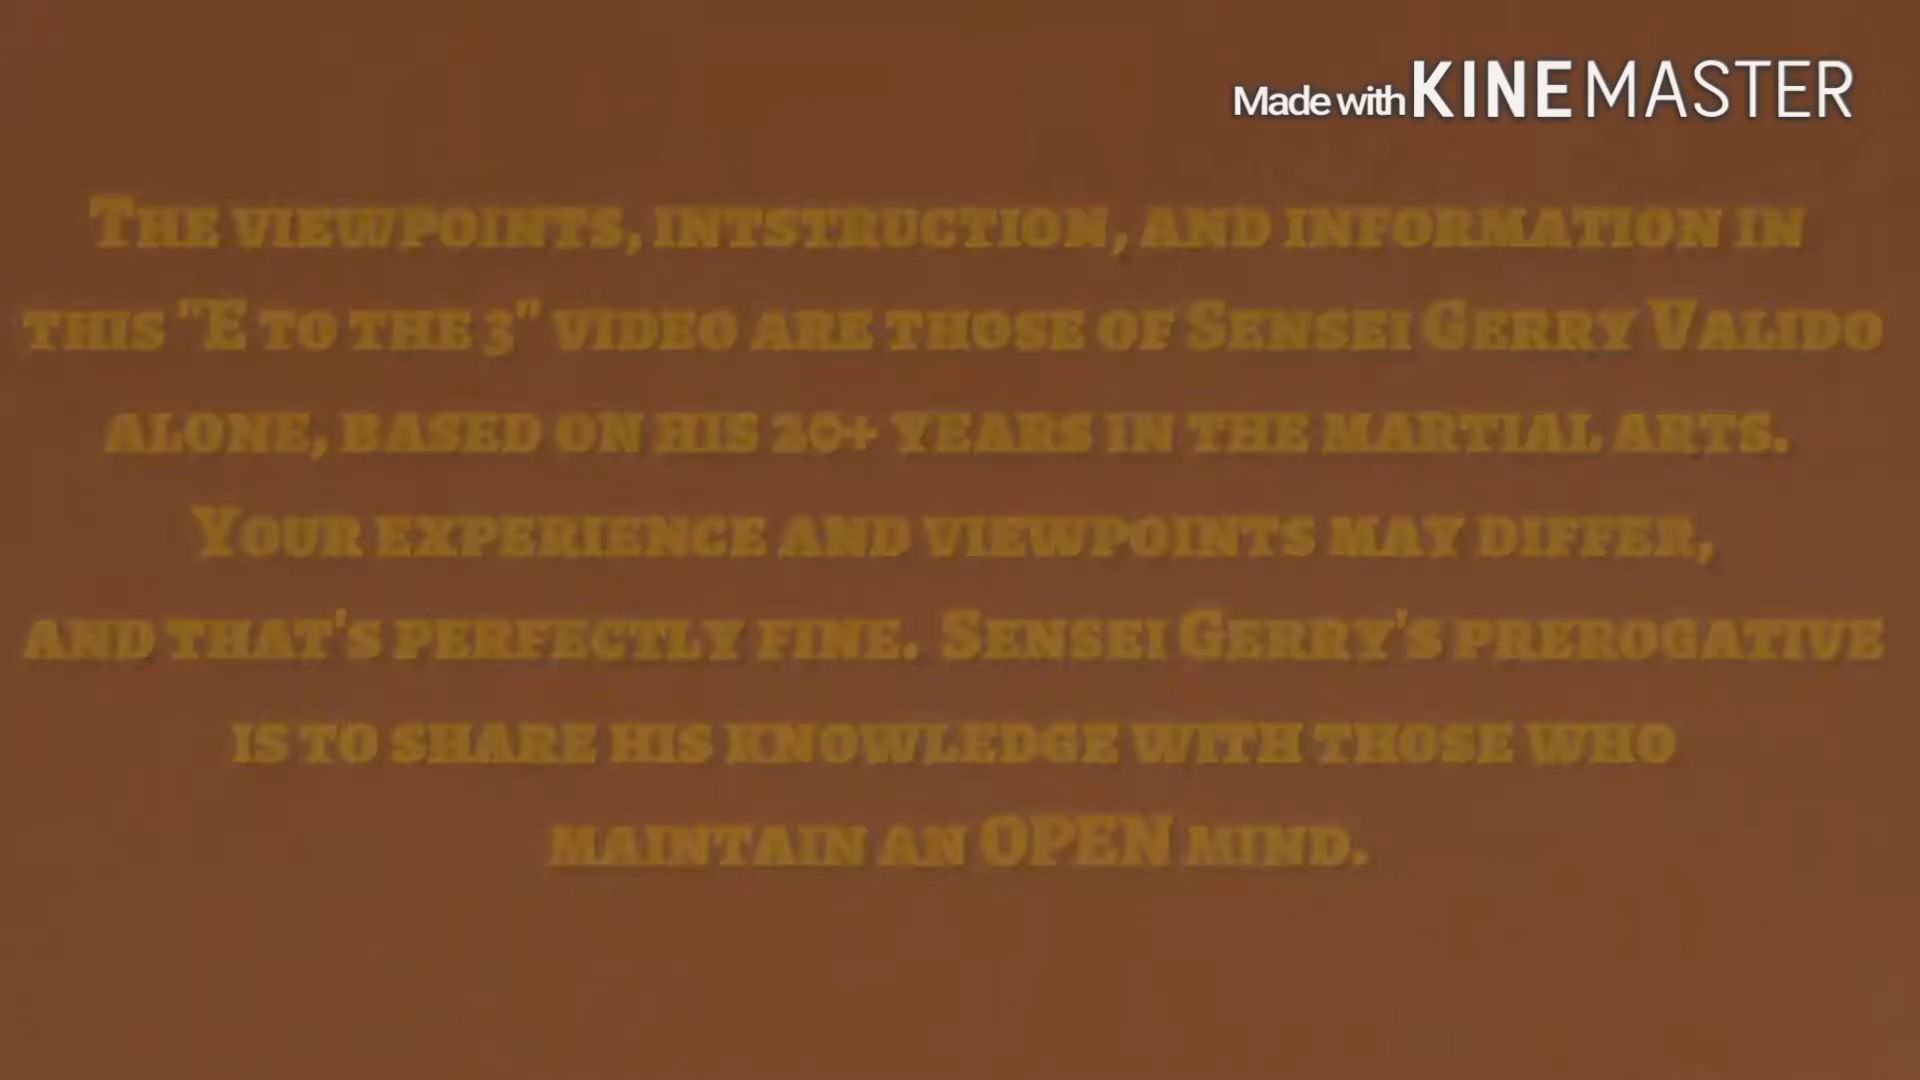 Made with KINEMASTER
The viewpoints, intstruction, and information in
this "E to the 3" video are those of Sensei Gerry Valido
alone, based on his 20+ years in the martial arts.
Your experience and viewpoints may differ,
and that's perfectly fine. Sensei Gerry's prerogative
is to share his knowledge with those who
maintain an OPEN mind.